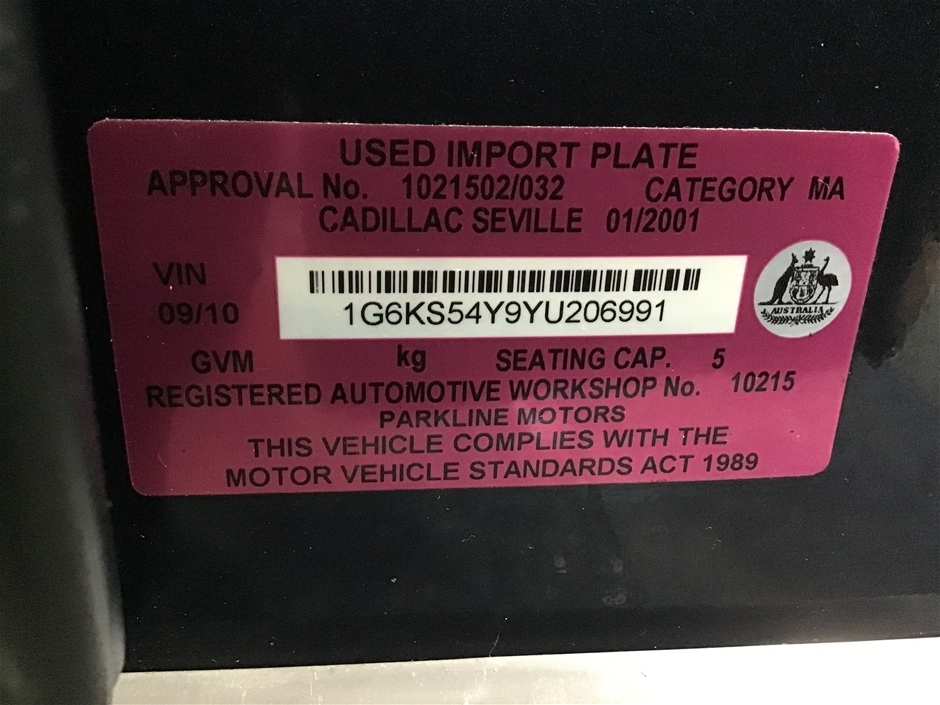 USED IMPORT PLATE
APPROVAL No. 1021502/032 CATEGORY MA
CADILLAC SEVILLE 01/2001
VIN
09/10 1G6KS54Y9YU206991
AUSTRALIA
GVM kg SEATING CAP. 5
REGISTERED AUTOMOTIVE WORKSHOP No. 10215
PARKLINE MOTORS
THIS VEHICLE COMPLIES WITH THE
MOTOR VEHICLE STANDARDS ACT 1989